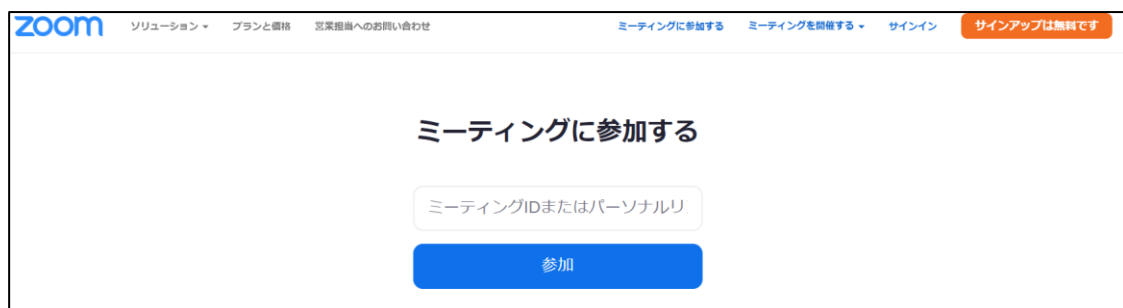 zoom ソリューション プランと価格 営業担当へのお問い合わせ ミーティングに参加する ミーティングを開催する サインイン サインアップは無料です
ミーティングに参加する
ミーティングIDまたはパーソナルリ
参加